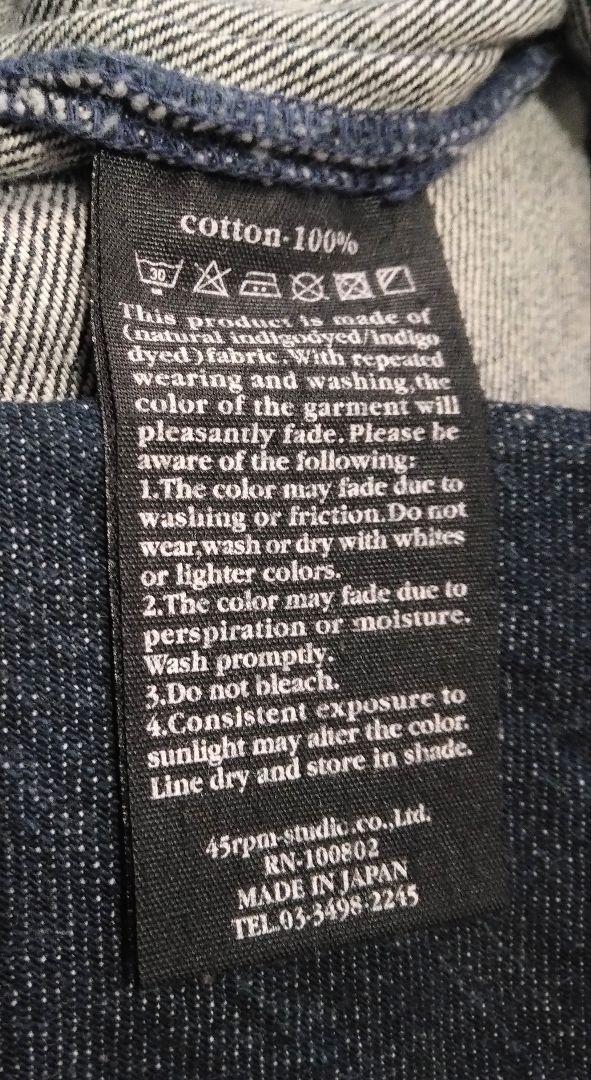 cotton-100%
30
This product is made of
(natural indigodyed/indigo
dyed)fabric.With repeated
wearing and washing,the
color of the garment will
pleasantly fade.Please be
aware of the following:
1.The color may fade due to
washing or friction.Do not
wear,wash or dry with whites
or lighter colors.
2.The color may fade due to
perspiration or moisture.
Wash promptly.
3.Do not bleach.
4.Consistent exposure to
sunlight may alter the color.
Line dry and store in shade.
45rpm-studio.co.,Ltd.
RN-100802
MADE IN JAPAN
TEL.03-3498-2245